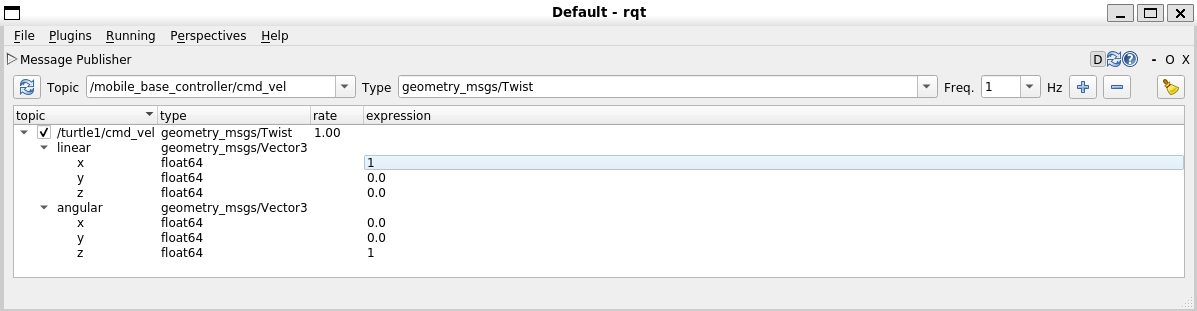 Default - rqt
File Plugins Running Perspectives Help
Message Publisher D ? - O X
Topic /mobile_base_controller/cmd_vel Type geometry_msgs/Twist Freq. 1 Hz
topic type rate expression
/turtle1/cmd_vel geometry_msgs/Twist 1.00
linear geometry_msgs/Vector3
x float64 1
y float64 0.0
z float64 0.0
angular geometry_msgs/Vector3
x float64 0.0
y float64 0.0
z float64 1